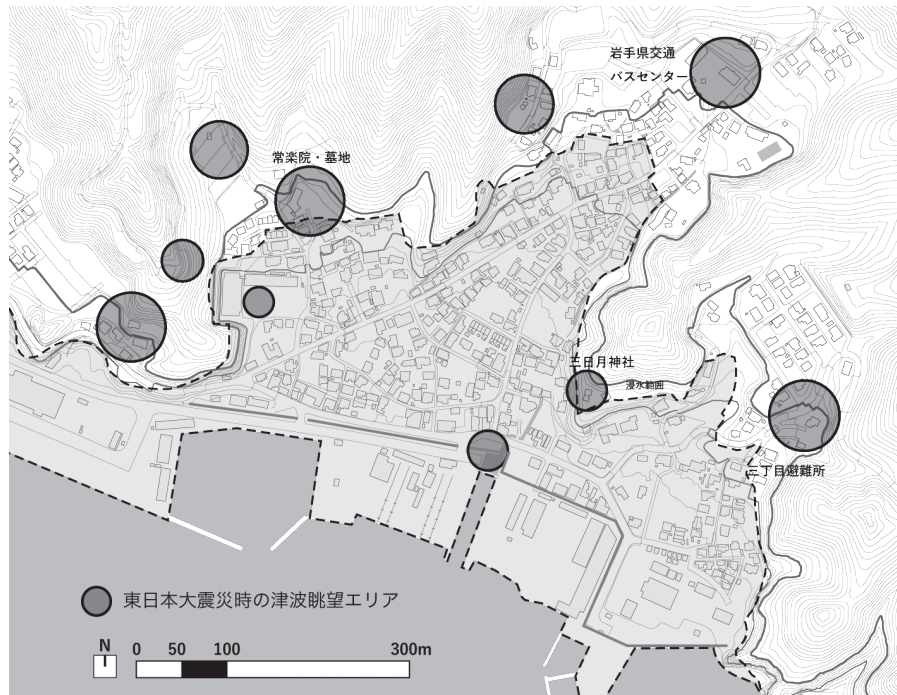 岩手県交通
バスセンター
常楽院・墓地
三日月神社
浸水範囲
三丁目避難所
東日本大震災時の津波眺望エリア
N
0 50 100 300m